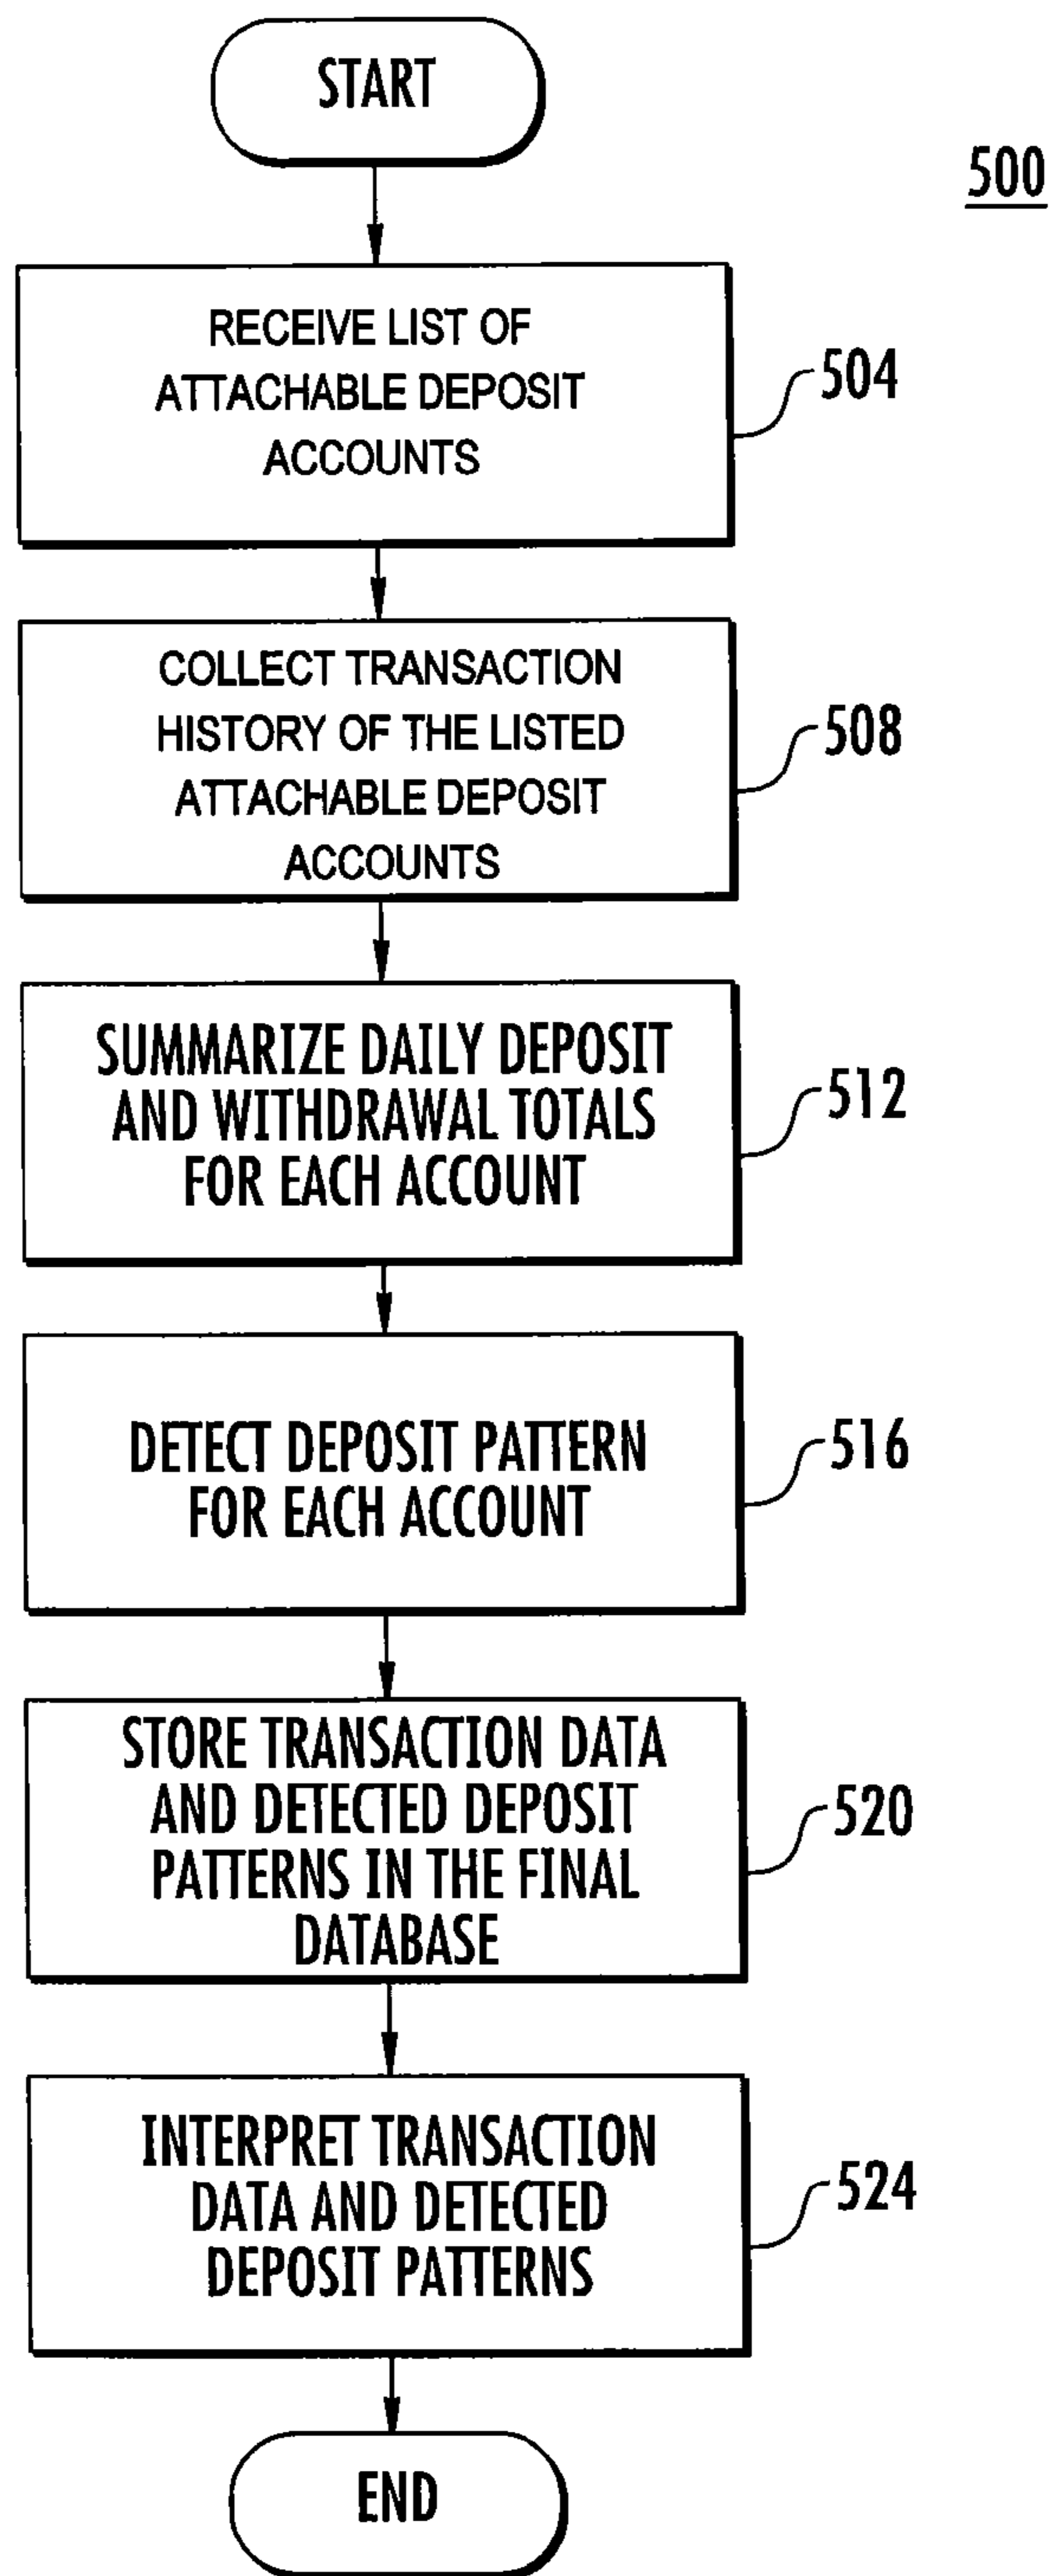 START
500
RECEIVE LIST OF
ATTACHABLE DEPOSIT
ACCOUNTS
504
COLLECT TRANSACTION
HISTORY OF THE LISTED
ATTACHABLE DEPOSIT
ACCOUNTS
508
SUMMARIZE DAILY DEPOSIT
AND WITHDRAWAL TOTALS
FOR EACH ACCOUNT
512
DETECT DEPOSIT PATTERN
FOR EACH ACCOUNT
516
STORE TRANSACTION DATA
AND DETECTED DEPOSIT
PATTERNS IN THE FINAL
DATABASE
520
INTERPRET TRANSACTION
DATA AND DETECTED
DEPOSIT PATTERNS
524
END